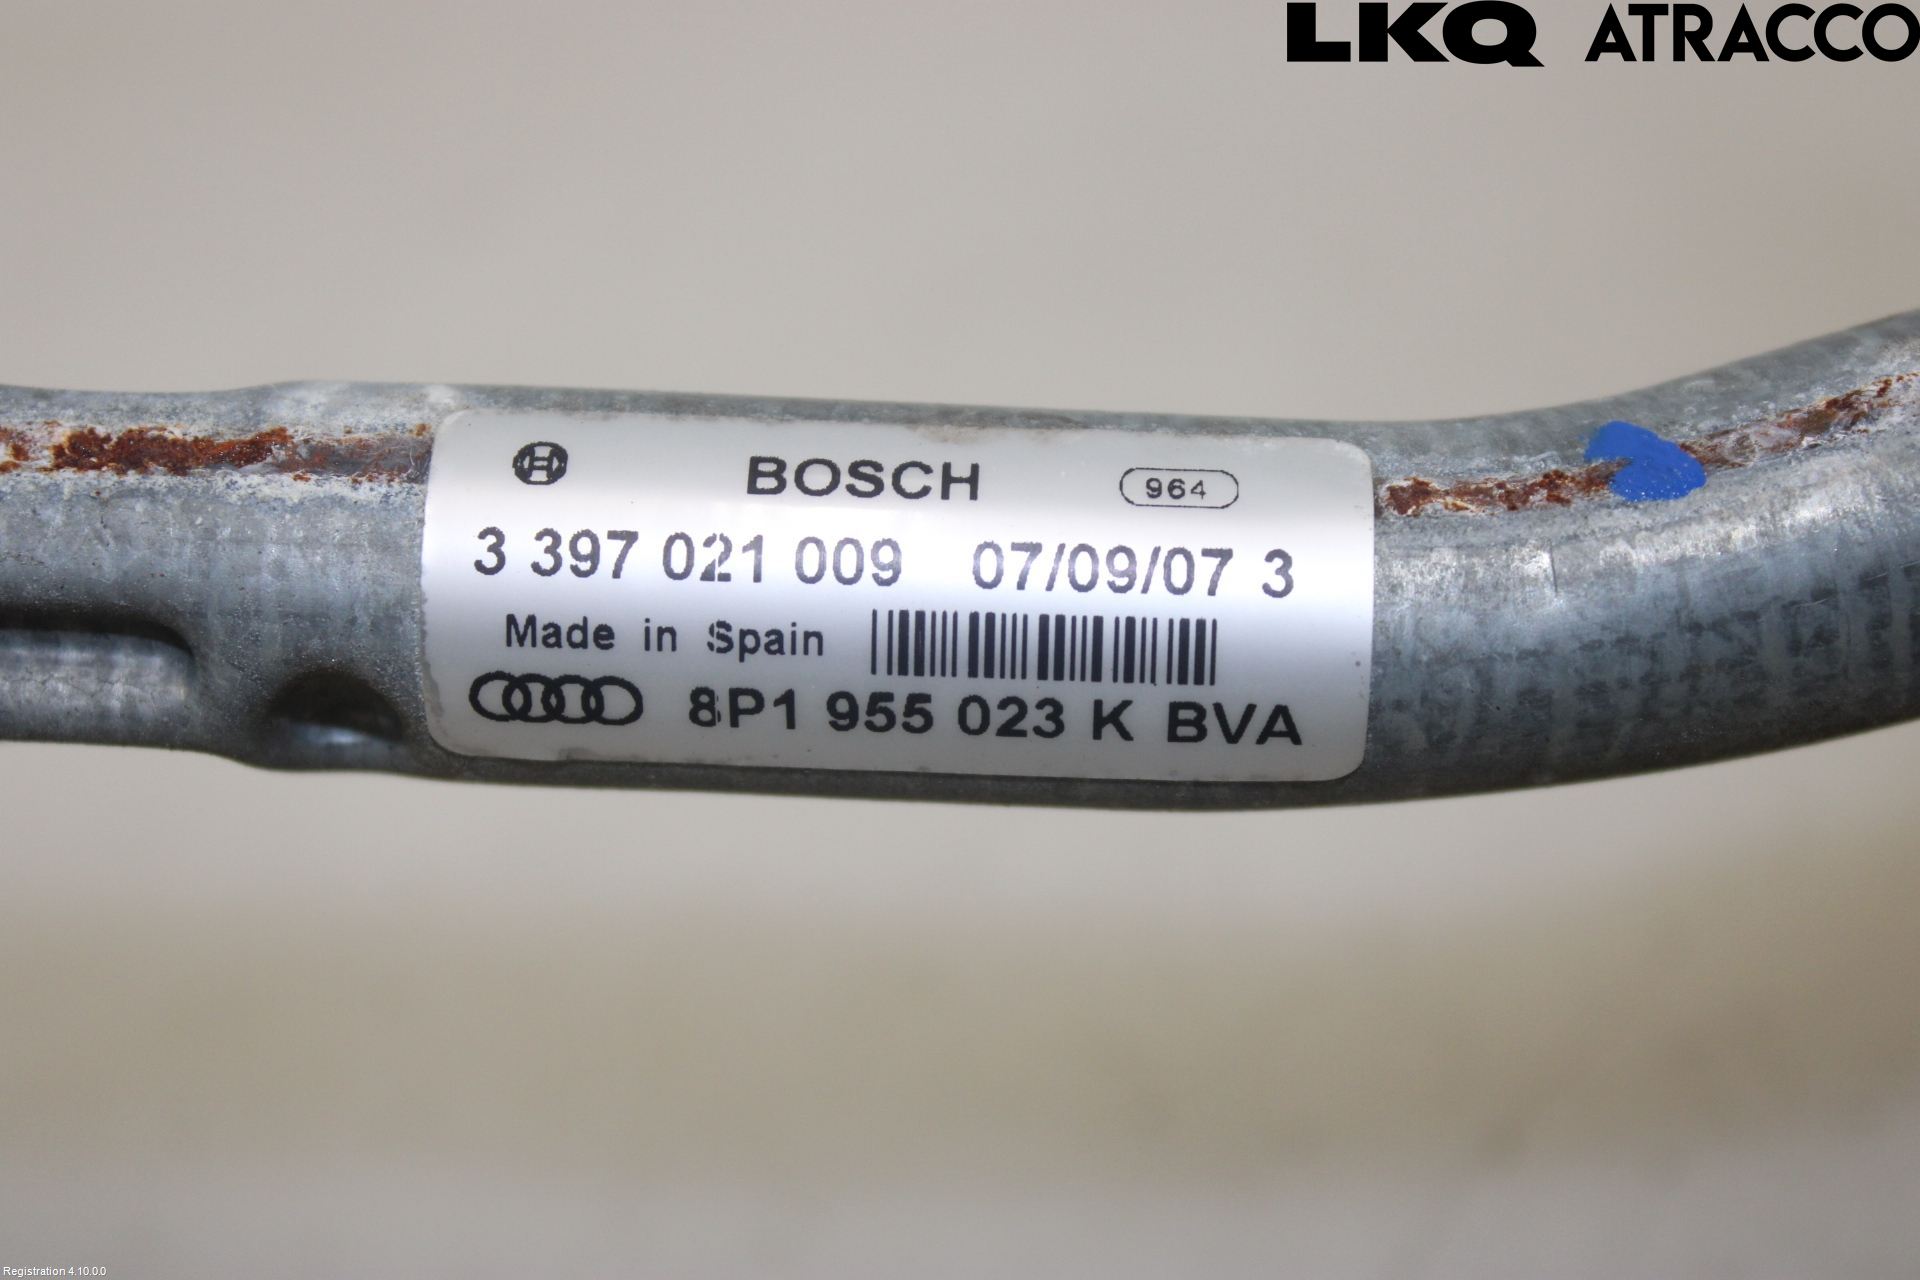 LKQ ATRACCO
BOSCH 964
3 397 021 009 07/09/07 3
Made in Spain
8P1 955 023 K BVA
Registration 4.10.0.0